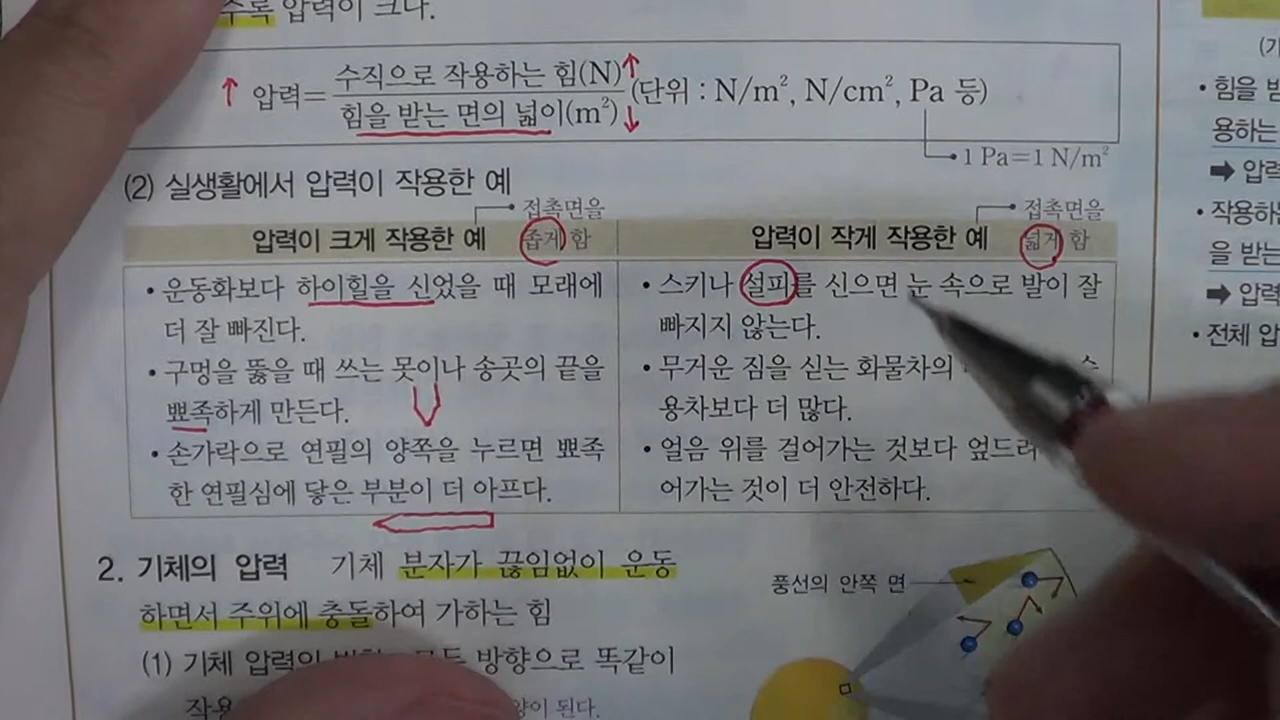 수록 압력이 크다.
압력=수직으로 작용하는 힘(N)/힘을 받는 면의 넓이(m²) (단위 : N/m², N/cm², Pa 등)
1 Pa=1 N/m²
(2) 실생활에서 압력이 작용한 예
접촉면을 좁게 함
압력이 크게 작용한 예
• 운동화보다 하이힐을 신었을 때 모래에
더 잘 빠진다.
• 구멍을 뚫을 때 쓰는 못이나 송곳의 끝을
뾰족하게 만든다.
• 손가락으로 연필의 양쪽을 누르면 뾰족
한 연필심에 닿은 부분이 더 아프다.
접촉면을 넓게 함
압력이 작게 작용한 예
• 스키나 설피를 신으면 눈 속으로 발이 잘
빠지지 않는다.
• 무거운 짐을 싣는 화물차의
용차보다 더 많다.
• 얼음 위를 걸어가는 것보다 엎드려
어가는 것이 더 안전하다.
2. 기체의 압력 기체 분자가 끊임없이 운동
하면서 주위에 충돌하여 가하는 힘
(1) 기체 압력의 방향으로 똑같이
작용
된다.
풍선의 안쪽 면
• 힘을 받
용하는
➡ 압력
• 작용하
을 받는
➡ 압력
• 전체 압